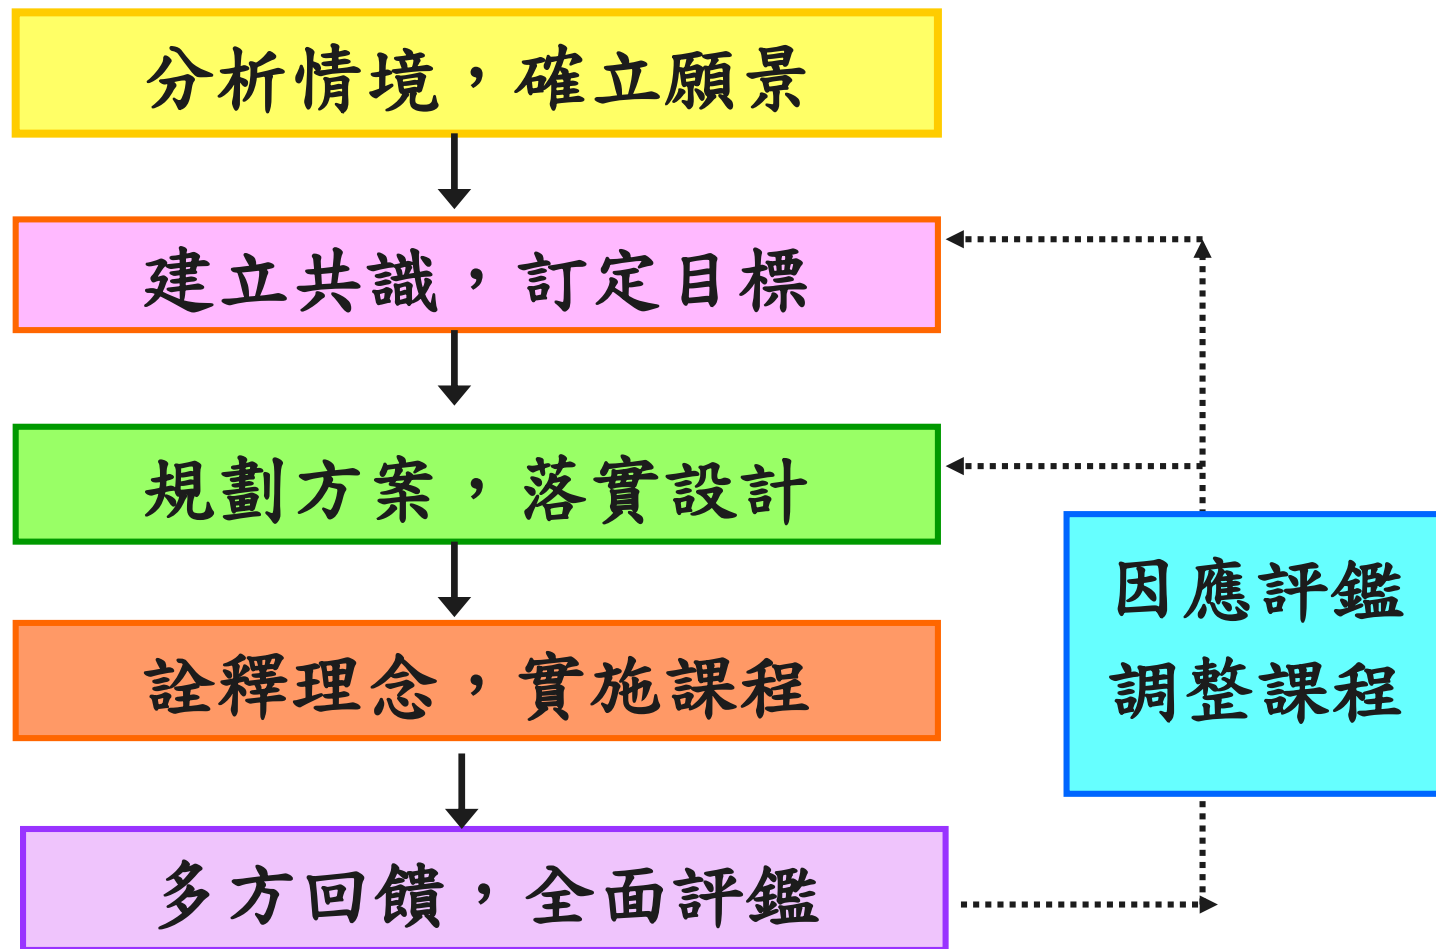 分析情境，確立願景
建立共識，訂定目標
規劃方案，落實設計
因應評鑑
調整課程
詮釋理念，實施課程
多方回饋，全面評鑑